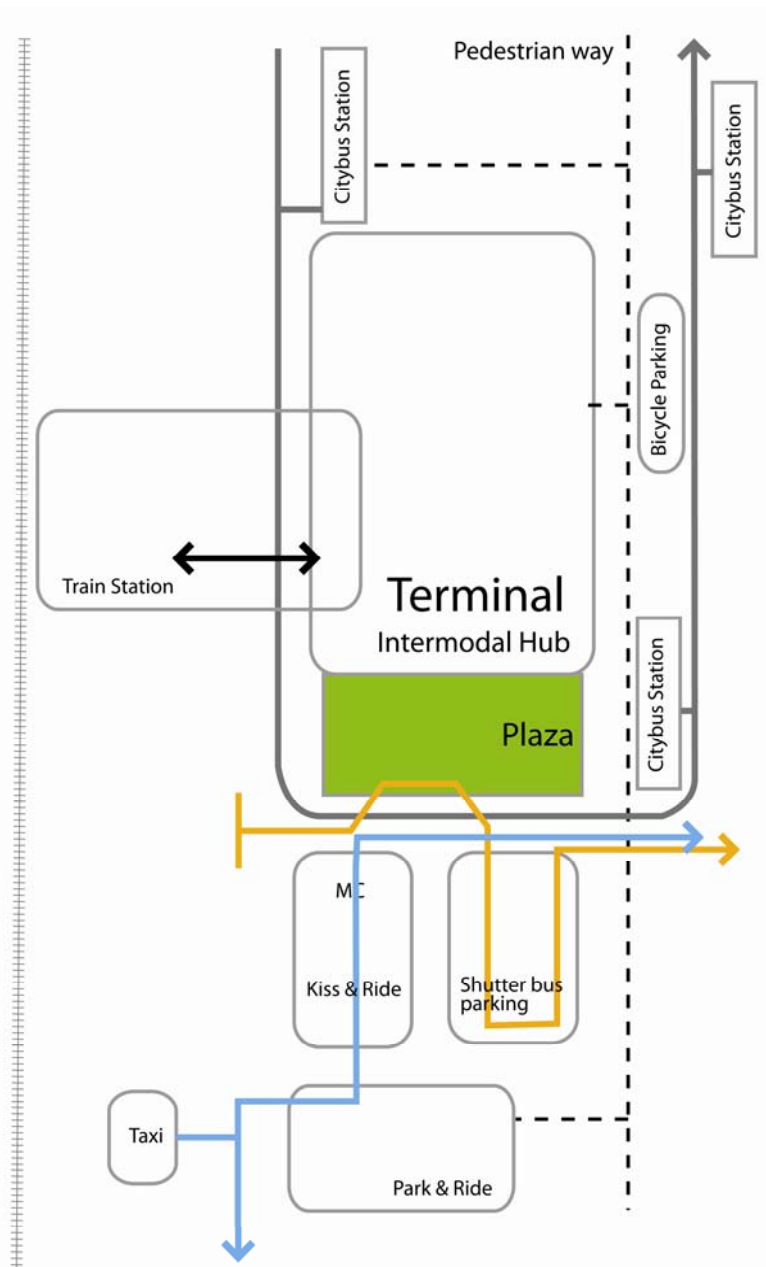 Pedestrian way
Citybus Station
Citybus Station
Bicycle Parking
Train Station
Terminal
Intermodal Hub
Citybus Station
Plaza
MC
Kiss & Ride
Shutter bus
parking
Taxi
Park & Ride